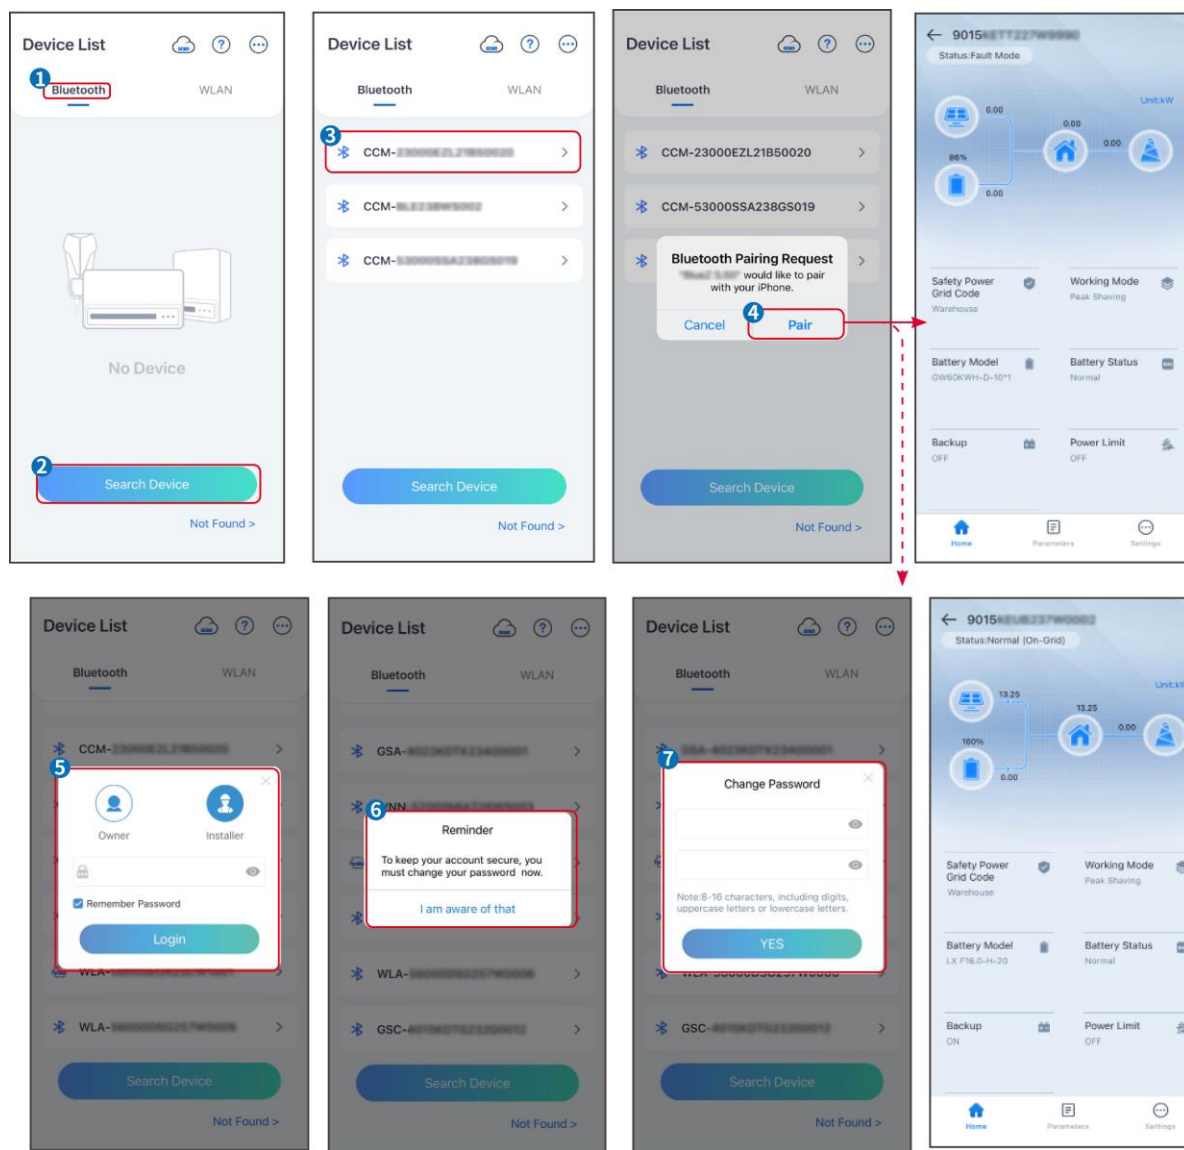 Device List
1
Bluetooth
WLAN
No Device
2
Search Device
Not Found >
Device List
Bluetooth
WLAN
3
CCM-
CCM-
CCM-
Search Device
Not Found >
Device List
Bluetooth
WLAN
CCM-23000EZL21B50020
CCM-53000SSA238GS019
Bluetooth Pairing Request
would like to pair
with your iPhone.
Cancel
4
Pair
Search Device
Not Found >
9015
Status:Fault Mode
Unit:kW
0.00
0.00
0.00
86%
0.00
Safety Power
Grid Code
Warehouse
Working Mode
Peak Shaving
Battery Model
GW60KWH-D-10*1
Battery Status
Normal
Backup
OFF
Power Limit
OFF
Home
Parameters
Settings
Device List
Bluetooth
WLAN
CCM-
5
Owner
Installer
Remember Password
Login
WLA-
WLA-
Search Device
Not Found >
Device List
Bluetooth
WLAN
GSA-
6
Reminder
To keep your account secure, you
must change your password now.
I am aware of that
WLA-
GSC-
Search Device
Not Found >
Device List
Bluetooth
WLAN
7
Change Password
Note:8-16 characters, including digits,
uppercase letters or lowercase letters.
YES
GSC-
Search Device
Not Found >
9015
Status:Normal (On-Grid)
Unit:kW
13.25
13.25
0.00
100%
0.00
Safety Power
Grid Code
Warehouse
Working Mode
Peak Shaving
Battery Model
LX F16.0-H-20
Battery Status
Normal
Backup
ON
Power Limit
OFF
Home
Parameters
Settings